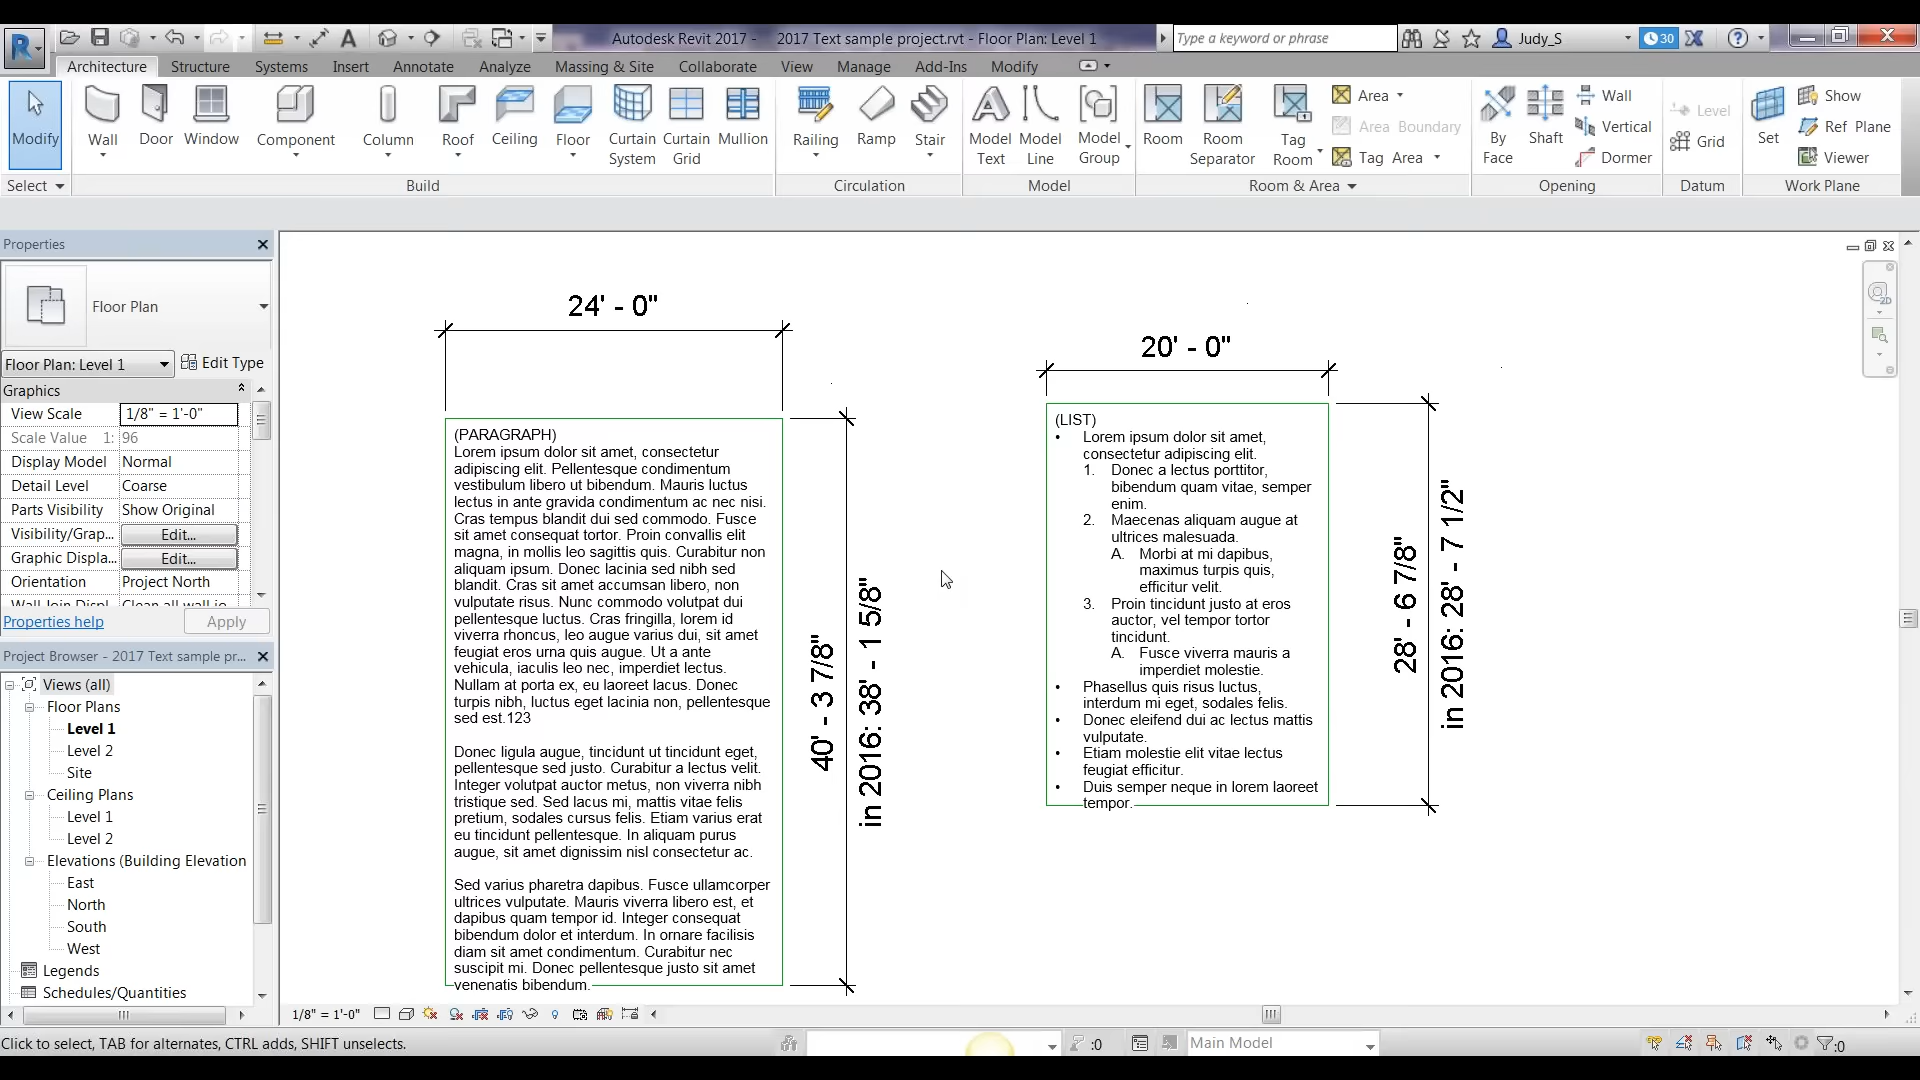 Autodesk Revit 2017 - 2017 Text sample project.rvt - Floor Plan: Level 1
Type a keyword or phrase
Judy_S
30
Architecture Structure Systems Insert Annotate Analyze Massing & Site Collaborate View Manage Add-Ins Modify
Modify
Wall
Door
Window
Component
Column
Roof
Ceiling
Floor
Curtain System
Curtain Grid
Mullion
Railing
Ramp
Stair
Model Text
Model Line
Model Group
Room
Room Separator
Tag Room
Area
Area Boundary
Tag Area
By Face
Shaft
Wall
Vertical
Dormer
Level
Grid
Set
Show
Ref Plane
Viewer
Select Build Circulation Model Room & Area Opening Datum Work Plane
Properties
Floor Plan
Floor Plan: Level 1 Edit Type
Graphics
View Scale 1/8" = 1'-0"
Scale Value 1: 96
Display Model Normal
Detail Level Coarse
Parts Visibility Show Original
Visibility/Grap... Edit...
Graphic Displa... Edit...
Orientation Project North
Properties help Apply
Project Browser - 2017 Text sample pr...
Views (all)
Floor Plans
Level 1
Level 2
Site
Ceiling Plans
Level 1
Level 2
Elevations (Building Elevation
East
North
South
West
Legends
Schedules/Quantities
24' - 0"
(PARAGRAPH)
Lorem ipsum dolor sit amet, consectetur
adipiscing elit. Pellentesque condimentum
vestibulum libero ut bibendum. Mauris luctus
lectus in ante gravida condimentum ac nec nisi.
Cras tempus blandit dui sed commodo. Fusce
sit amet consequat tortor. Proin convallis elit
magna, in mollis leo sagittis quis. Curabitur non
aliquam ipsum. Donec lacinia sed nibh sed
blandit. Cras sit amet accumsan libero, non
vulputate risus. Nunc commodo volutpat dui
pellentesque luctus. Cras fringilla, lorem id
viverra rhoncus, leo augue varius dui, sit amet
feugiat eros urna quis augue. Ut a ante
vehicula, iaculis leo nec, imperdiet lectus.
Nullam at porta ex, eu laoreet lacus. Donec
turpis nibh, luctus eget lacinia non, pellentesque
sed est.123
Donec ligula augue, tincidunt ut tincidunt eget,
pellentesque sed justo. Curabitur a lectus velit.
Integer volutpat auctor metus, non viverra nibh
tristique sed. Sed lacus mi, mattis vitae felis
pretium, sodales cursus felis. Etiam varius erat
eu tincidunt pellentesque. In aliquam purus
augue, sit amet dignissim nisl consectetur ac.
Sed varius pharetra dapibus. Fusce ullamcorper
ultrices vulputate. Mauris viverra libero est, et
dapibus quam tempor id. Integer consequat
bibendum dolor et interdum. In ornare facilisis
diam sit amet condimentum. Curabitur nec
suscipit mi. Donec pellentesque justo sit amet
venenatis bibendum.
40' - 3 7/8"
in 2016: 38' - 1 5/8"
20' - 0"
(LIST)
• Lorem ipsum dolor sit amet,
consectetur adipiscing elit.
1. Donec a lectus porttitor,
bibendum quam vitae, semper
enim.
2. Maecenas aliquam augue at
ultrices malesuada.
A. Morbi at mi dapibus,
maximus turpis quis,
efficitur velit.
3. Proin tincidunt justo at eros
auctor, vel tempor tortor
tincidunt.
A. Fusce viverra mauris a
imperdiet molestie.
• Phasellus quis risus luctus,
interdum mi eget, sodales felis.
• Donec eleifend dui ac lectus mattis
vulputate.
• Etiam molestie elit vitae lectus
feugiat efficitur.
• Duis semper neque in lorem laoreet
tempor.
28' - 6 7/8"
in 2016: 28' - 7 1/2"
1/8" = 1'-0"
Click to select, TAB for alternates, CTRL adds, SHIFT unselects.
:0
Main Model
:0